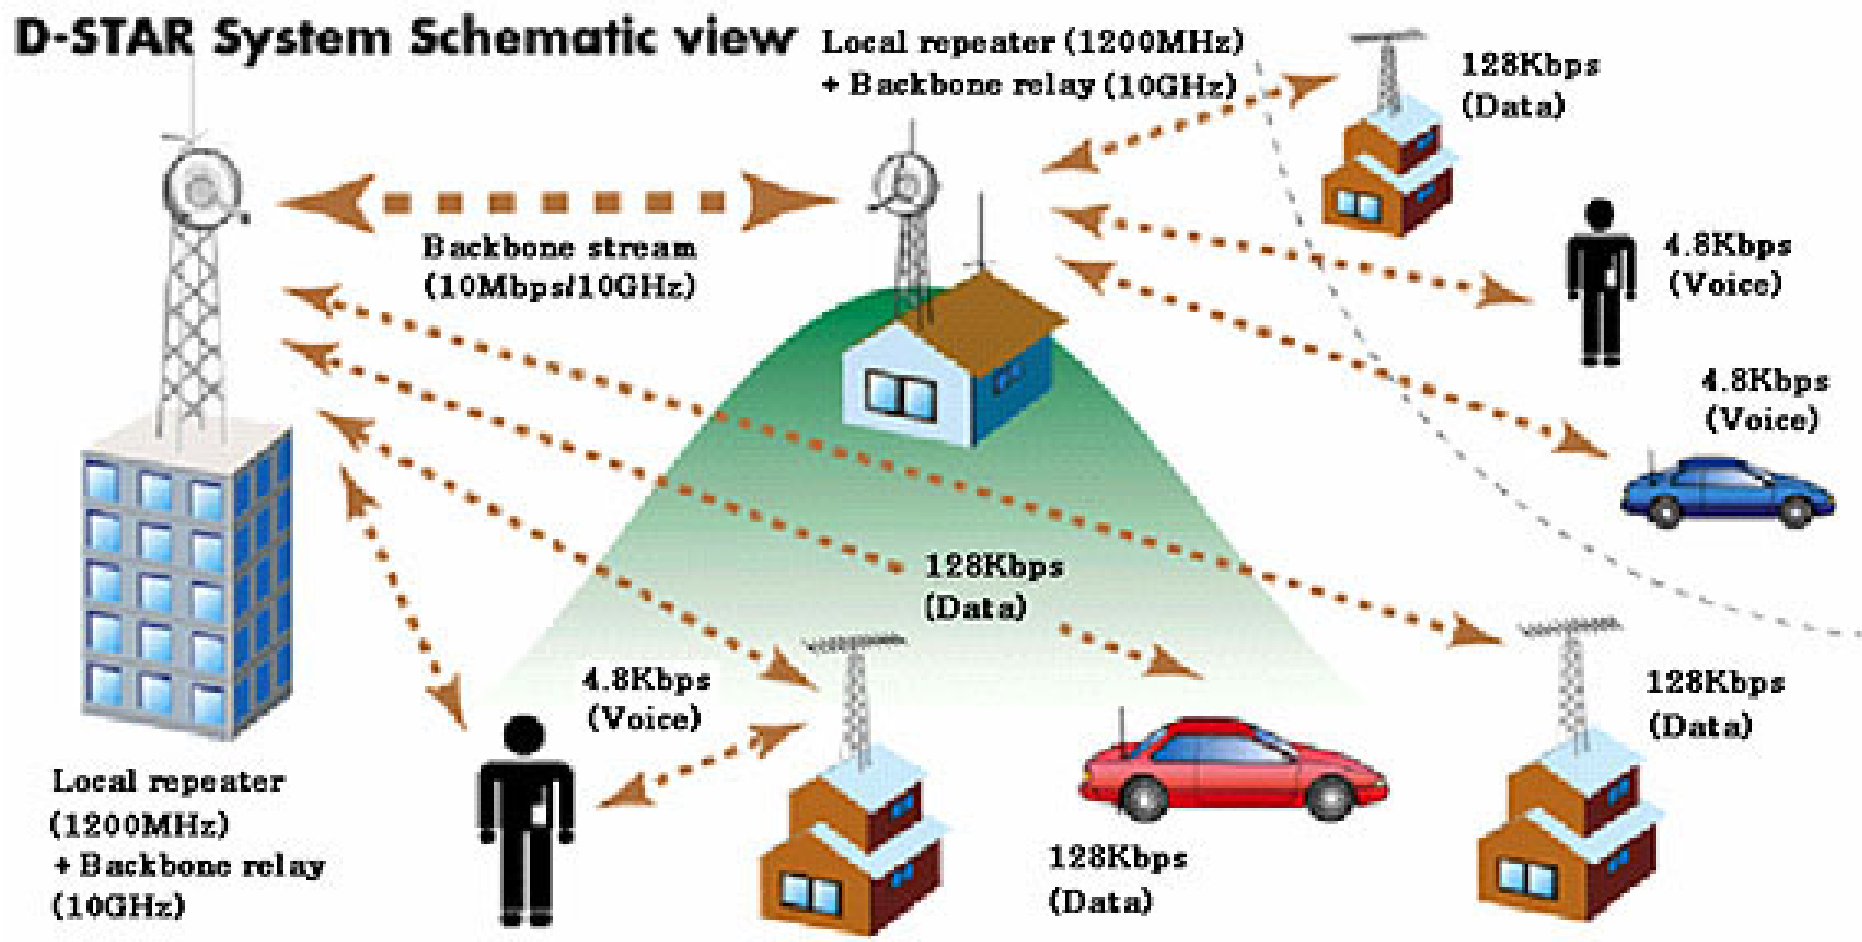 D-STAR System Schematic view
Local repeater (1200MHz)
+ Backbone relay (10GHz)
128Kbps
(Data)
Backbone stream
(10Mbps/10GHz)
4.8Kbps
(Voice)
4.8Kbps
(Voice)
128Kbps
(Data)
4.8Kbps
(Voice)
128Kbps
(Data)
Local repeater
(1200MHz)
+ Backbone relay
(10GHz)
128Kbps
(Data)